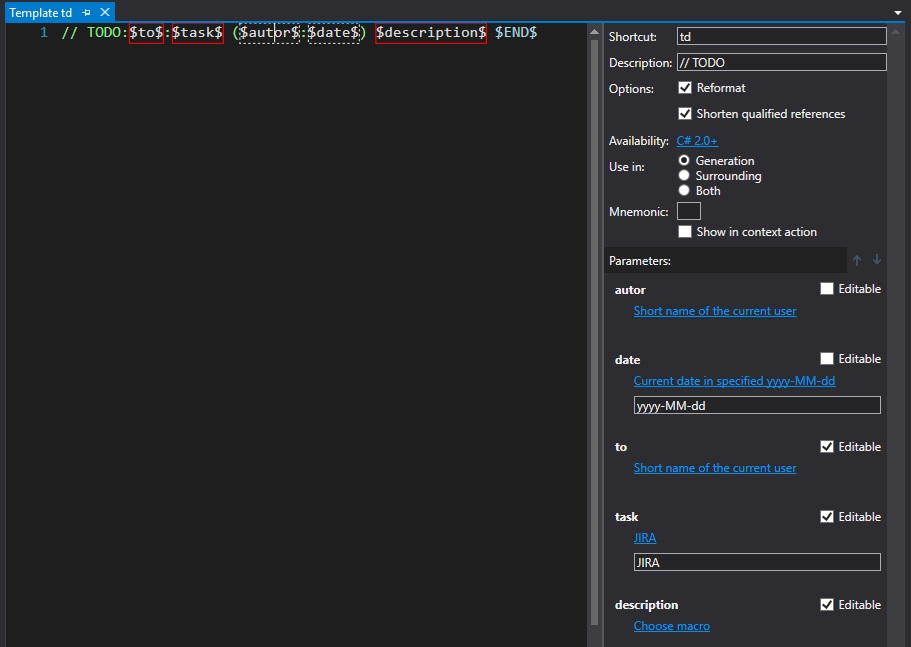 Template td
1 // TODO:$to$:$task$ ($autor$:$date$) $description$ $END$
Shortcut: td
Description: // TODO
Options: Reformat
Shorten qualified references
Availability: C# 2.0+
Use in: Generation
Surrounding
Both
Mnemonic:
Show in context action
Parameters:
autor Editable
Short name of the current user
date Editable
Current date in specified yyyy-MM-dd
yyyy-MM-dd
to Editable
Short name of the current user
task Editable
JIRA
JIRA
description Editable
Choose macro